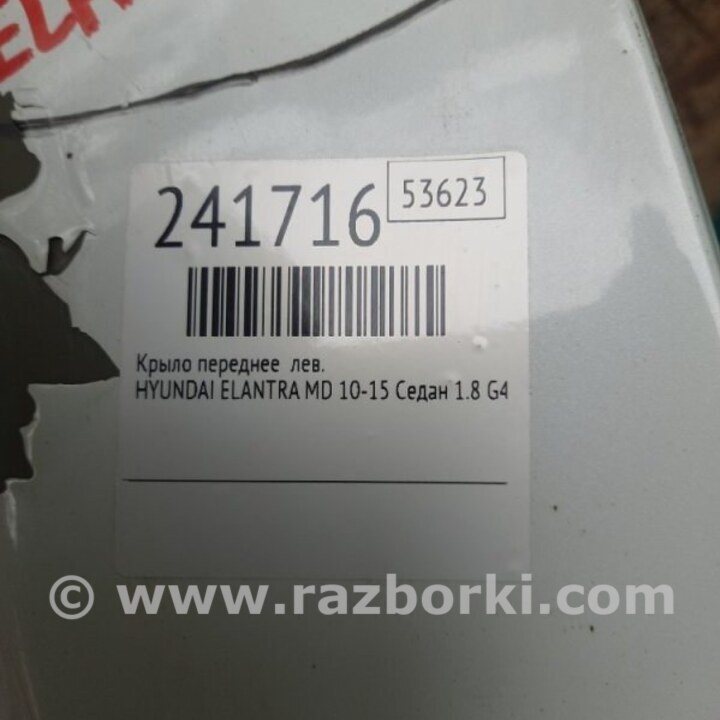 241716
53623
Крыло переднее лев.
HYUNDAI ELANTRA MD 10-15 Седан 1.8 G4
© www.razborki.com